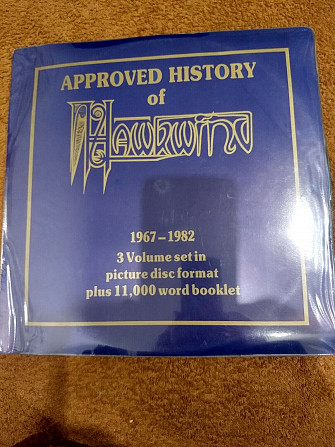 APPROVED HISTORY
of
Hawkwind
1967-1982
3 Volume set in
picture disc format
plus 11,000 word booklet